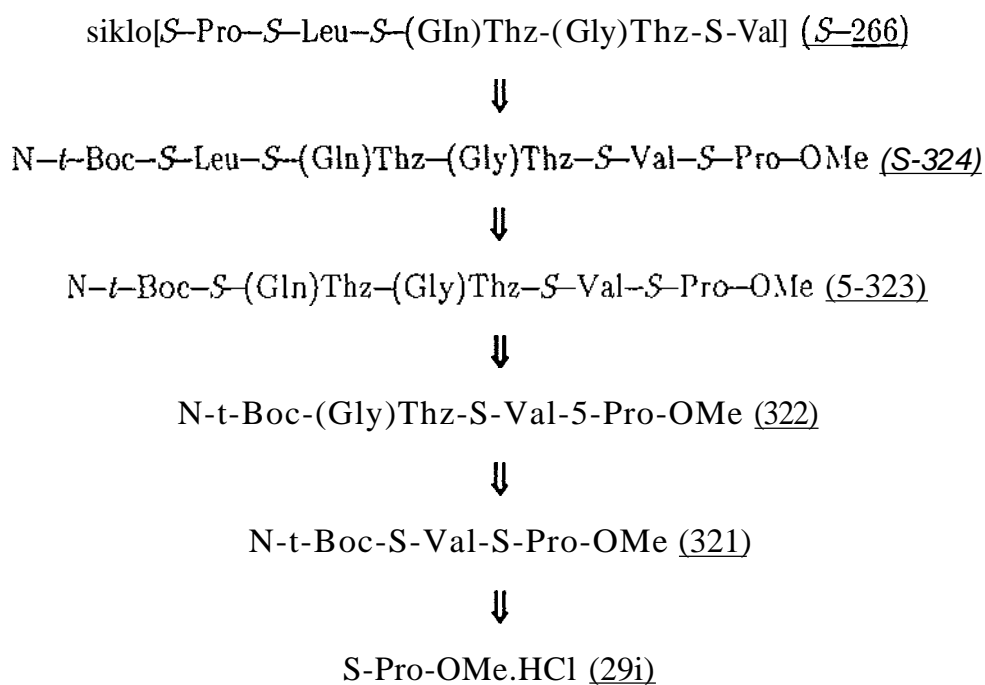 siklo[S–Pro–S–Leu–S–(Gln)Thz-(Gly)Thz-S-Val] (S–266)
⇓
N–t–Boc–S–Leu–S–(Gln)Thz–(Gly)Thz–S–Val–S–Pro–OMe (S-324)
⇓
N–t–Boc–S–(Gln)Thz–(Gly)Thz–S–Val–S–Pro–OMe (5-323)
⇓
N-t-Boc-(Gly)Thz-S-Val-5-Pro-OMe (322)
⇓
N-t-Boc-S-Val-S-Pro-OMe (321)
⇓
S-Pro-OMe.HCl (29i)